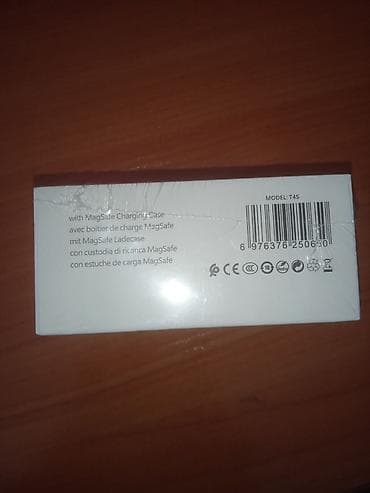 with MagSafe Charging Case
avec boîtier de charge MagSafe
mit MagSafe Ladecase
con custodia di ricarica MagSafe
con estuche de carga MagSafe
MODEL: T45
6 976376 250650